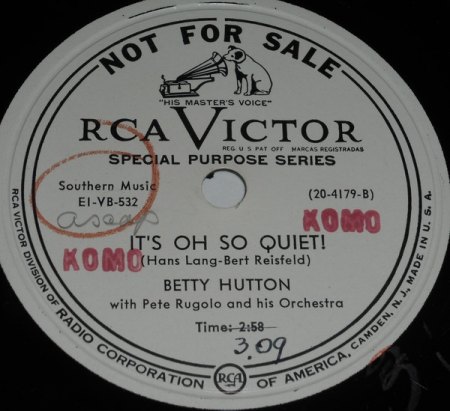 NOT FOR SALE
"HIS MASTER'S VOICE"
RCA VICTOR
REG U S PAT OFF MARCAS REGISTRADAS
SPECIAL PURPOSE SERIES
Southern Music
E1-VB-532
(20-4179-B)
ascap
KOMO
KOMO
IT'S OH SO QUIET!
(Hans Lang-Bert Reisfeld)
BETTY HUTTON
with Pete Rugolo and his Orchestra
Time: 2:58
3.09
RCA VICTOR DIVISION OF RADIO CORPORATION OF AMERICA, CAMDEN, N. J., MADE IN U. S. A.
RCA